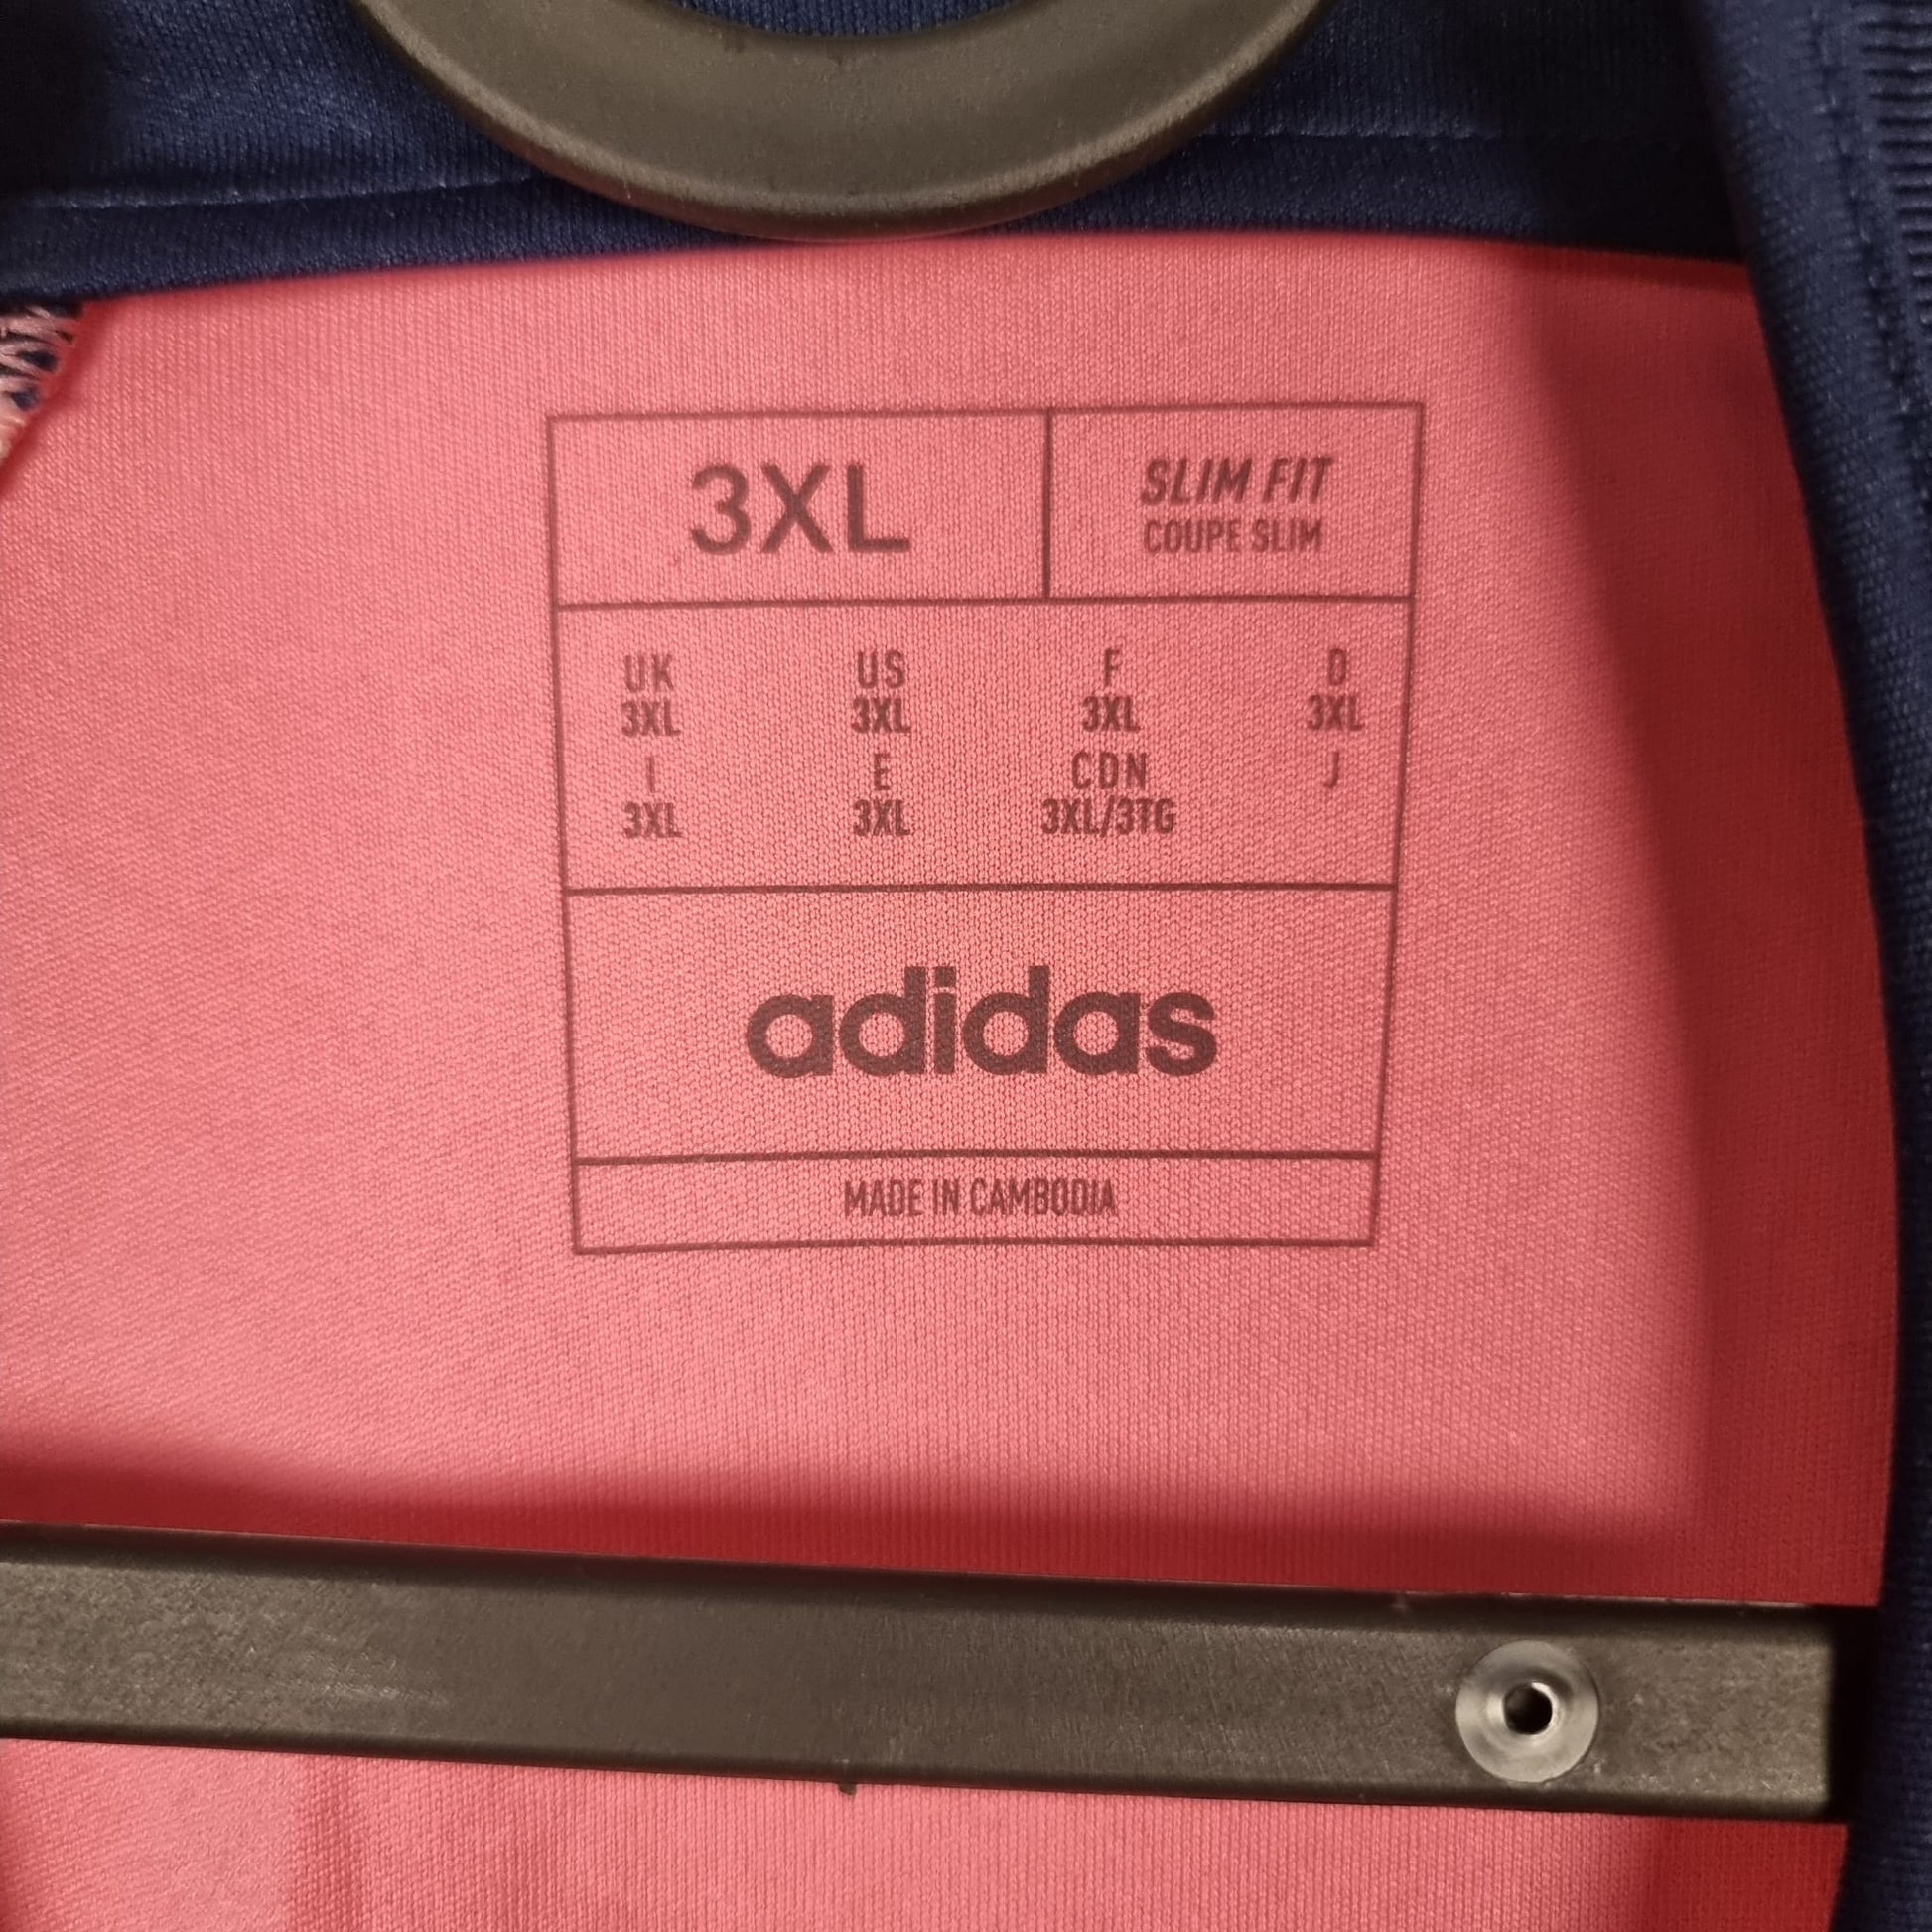 3XL
SLIM FIT
COUPE SLIM
UK US F D
3XL 3XL 3XL 3XL
I E CDN J
3XL 3XL 3XL/3TG
adidas
MADE IN CAMBODIA